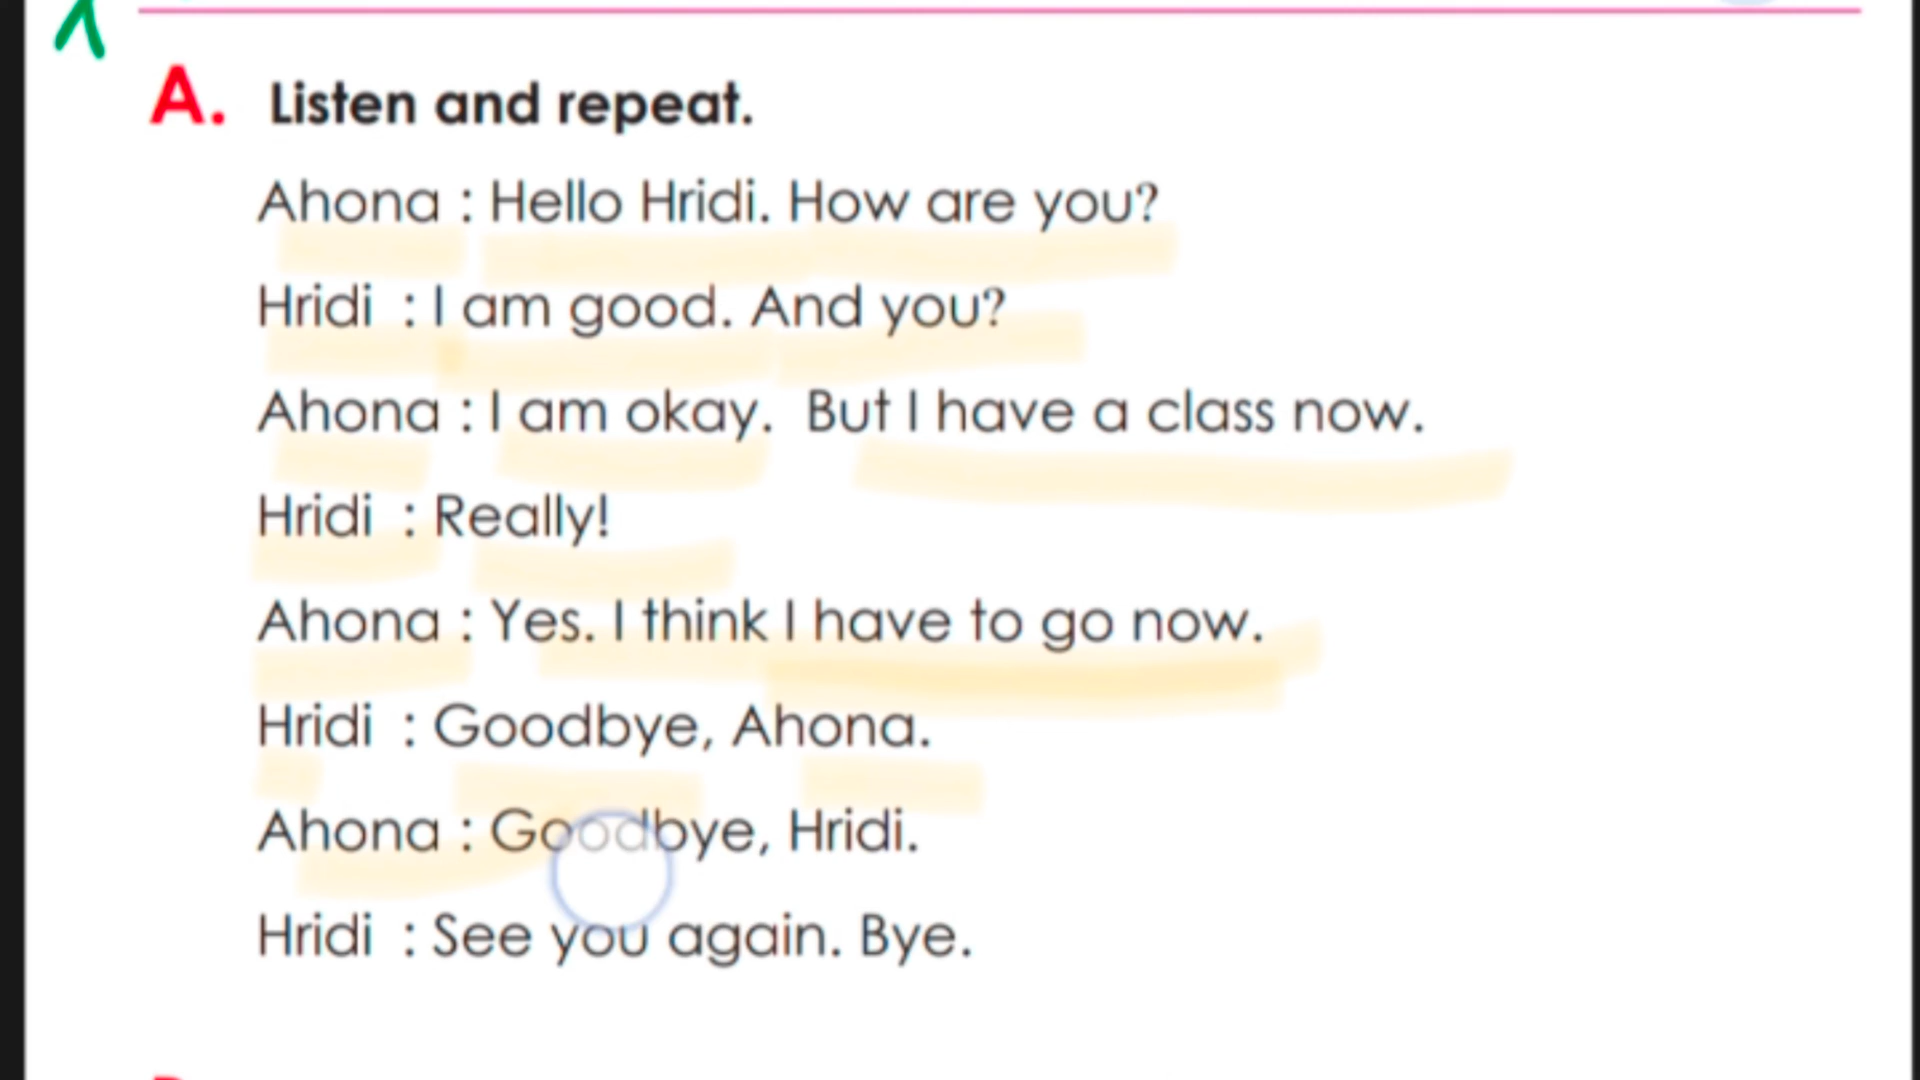 A. Listen and repeat.
Ahona : Hello Hridi. How are you?
Hridi : I am good. And you?
Ahona : I am okay. But I have a class now.
Hridi : Really!
Ahona : Yes. I think I have to go now.
Hridi : Goodbye, Ahona.
Ahona : Goodbye, Hridi.
Hridi : See you again. Bye.